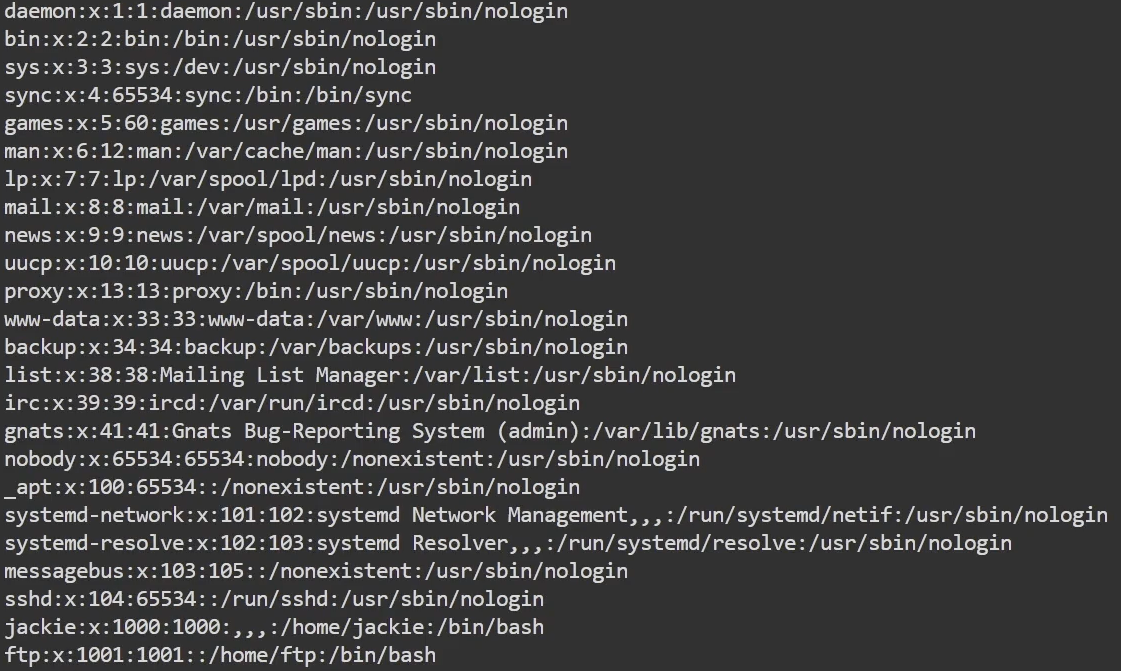 daemon:x:1:1:daemon:/usr/sbin:/usr/sbin/nologin
bin:x:2:2:bin:/bin:/usr/sbin/nologin
sys:x:3:3:sys:/dev:/usr/sbin/nologin
sync:x:4:65534:sync:/bin:/bin/sync
games:x:5:60:games:/usr/games:/usr/sbin/nologin
man:x:6:12:man:/var/cache/man:/usr/sbin/nologin
lp:x:7:7:lp:/var/spool/lpd:/usr/sbin/nologin
mail:x:8:8:mail:/var/mail:/usr/sbin/nologin
news:x:9:9:news:/var/spool/news:/usr/sbin/nologin
uucp:x:10:10:uucp:/var/spool/uucp:/usr/sbin/nologin
proxy:x:13:13:proxy:/bin:/usr/sbin/nologin
www-data:x:33:33:www-data:/var/www:/usr/sbin/nologin
backup:x:34:34:backup:/var/backups:/usr/sbin/nologin
list:x:38:38:Mailing List Manager:/var/list:/usr/sbin/nologin
irc:x:39:39:ircd:/var/run/ircd:/usr/sbin/nologin
gnats:x:41:41:Gnats Bug-Reporting System (admin):/var/lib/gnats:/usr/sbin/nologin
nobody:x:65534:65534:nobody:/nonexistent:/usr/sbin/nologin
_apt:x:100:65534::/nonexistent:/usr/sbin/nologin
systemd-network:x:101:102:systemd Network Management,,,:/run/systemd/netif:/usr/sbin/nologin
systemd-resolve:x:102:103:systemd Resolver,,,:/run/systemd/resolve:/usr/sbin/nologin
messagebus:x:103:105::/nonexistent:/usr/sbin/nologin
sshd:x:104:65534::/run/sshd:/usr/sbin/nologin
jackie:x:1000:1000:,,,:/home/jackie:/bin/bash
ftp:x:1001:1001::/home/ftp:/bin/bash